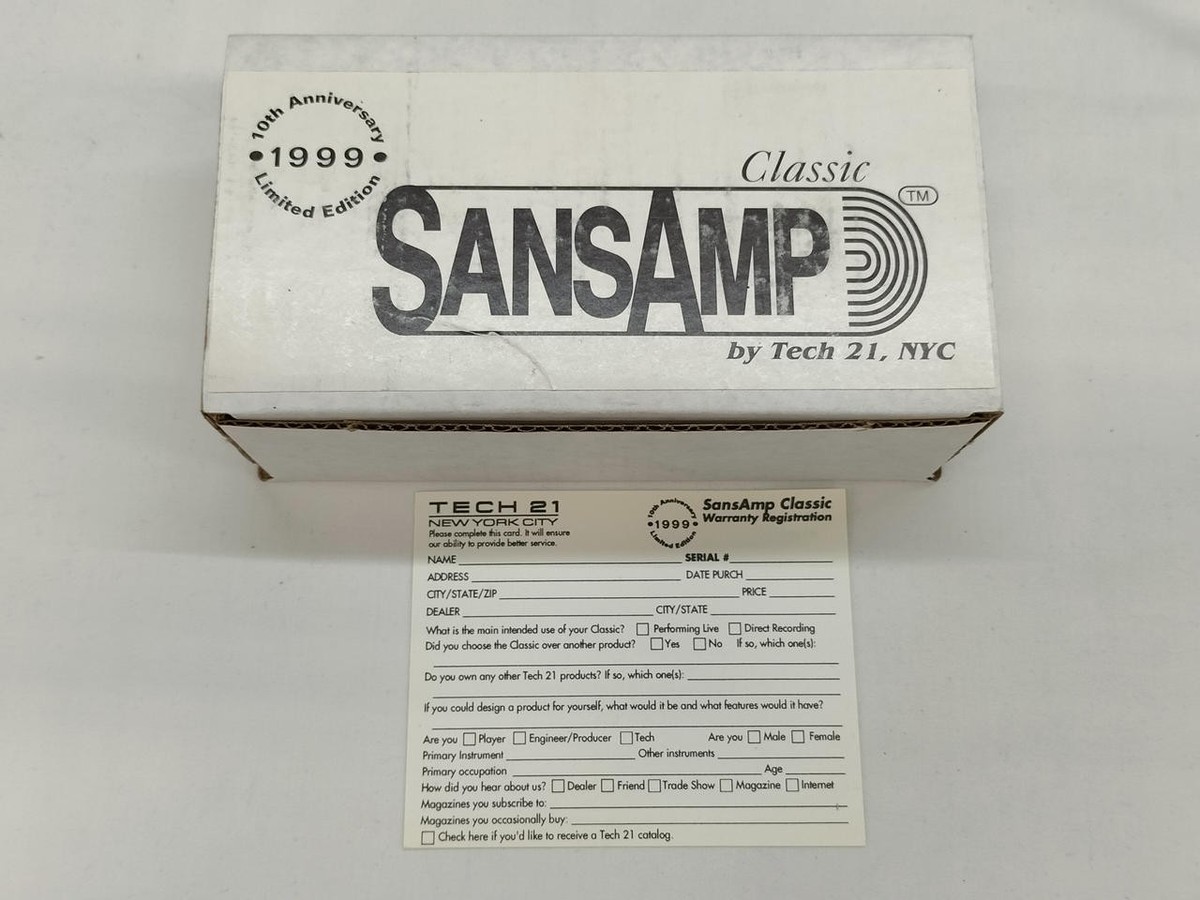 10th Anniversary
1999
Limited Edition
Classic
SANSAMP
TM
by Tech 21, NYC
TECH 21
NEW YORK CITY
Please complete this card. It will ensure
our ability to provide better service.
10th Anniversary
1999
Limited Edition
SansAmp Classic
Warranty Registration
NAME SERIAL #
ADDRESS DATE PURCH
CITY/STATE/ZIP PRICE
DEALER CITY/STATE
What is the main intended use of your Classic? Performing Live Direct Recording
Did you choose the Classic over another product? Yes No If so, which one(s):
Do you own any other Tech 21 products? If so, which one(s):
If you could design a product for yourself, what would it be and what features would it have?
Are you Player Engineer/Producer Tech Are you Male Female
Primary Instrument Other instruments
Primary occupation Age
How did you hear about us? Dealer Friend Trade Show Magazine Internet
Magazines you subscribe to:
Magazines you occasionally buy:
Check here if you'd like to receive a Tech 21 catalog.